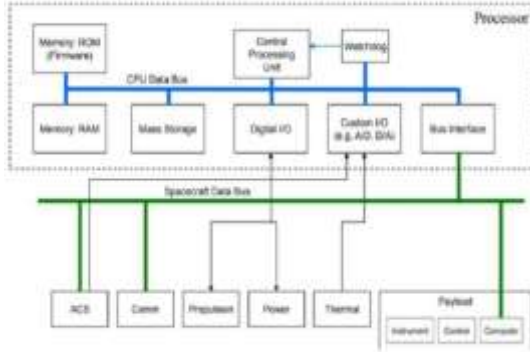 Processor
Memory: ROM
(Firmware)
Central
Processing
Unit
Watchdog
CPU Data Bus
Memory: RAM
Mass Storage
Digital I/O
Custom I/O
(e.g. A/D, D/A)
Bus Interface
Spacecraft Data Bus
ACS
Comm
Propulsion
Power
Thermal
Payload
Instrument
Control
Computer